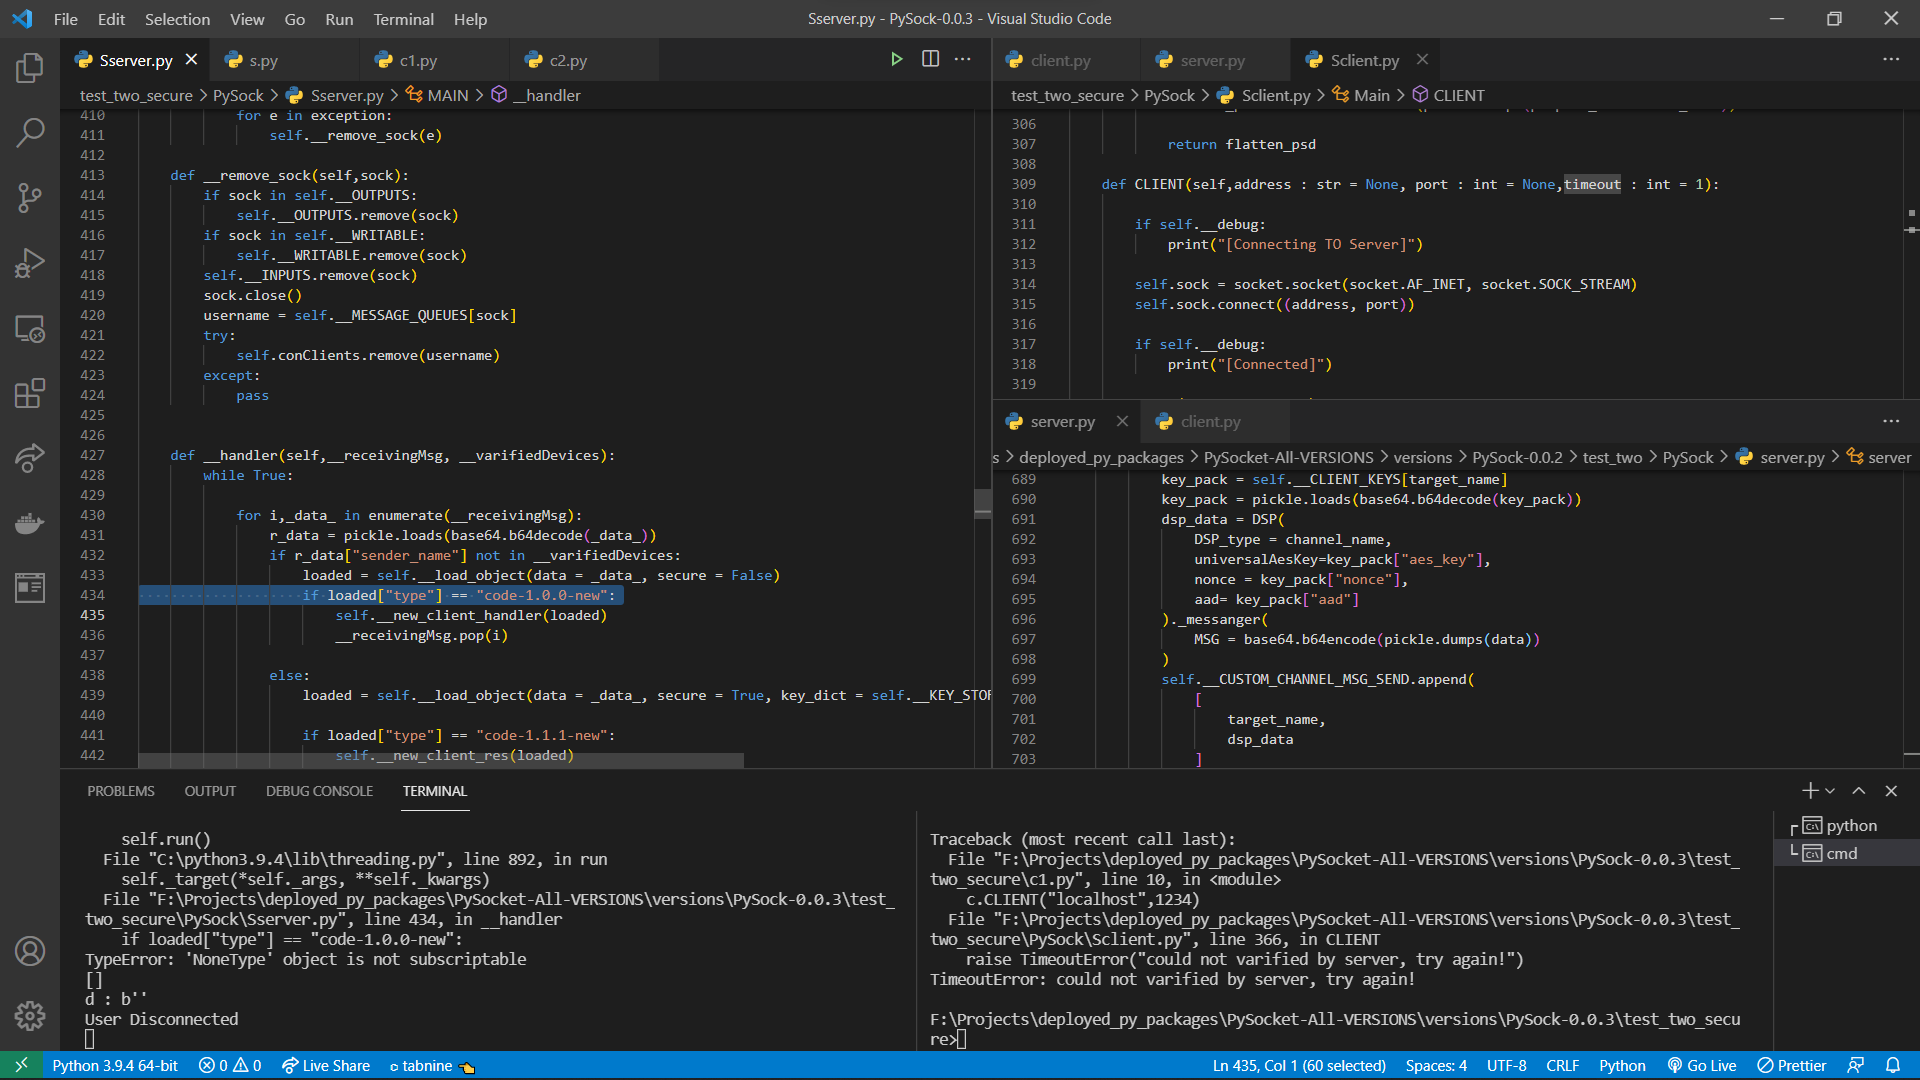 File Edit Selection View Go Run Terminal Help
Sserver.py - PySock-0.0.3 - Visual Studio Code
Sserver.py s.py c1.py c2.py
test_two_secure > PySock > Sserver.py > MAIN > __handler
410 for e in exception:
411 self.__remove_sock(e)
412
413 def __remove_sock(self,sock):
414 if sock in self.__OUTPUTS:
415 self.__OUTPUTS.remove(sock)
416 if sock in self.__WRITABLE:
417 self.__WRITABLE.remove(sock)
418 self.__INPUTS.remove(sock)
419 sock.close()
420 username = self.__MESSAGE_QUEUES[sock]
421 try:
422 self.conClients.remove(username)
423 except:
424 pass
425
426
427 def __handler(self,__receivingMsg, __varifiedDevices):
428 while True:
429
430 for i,_data_ in enumerate(__receivingMsg):
431 r_data = pickle.loads(base64.b64decode(_data_))
432 if r_data["sender_name"] not in __varifiedDevices:
433 loaded = self.__load_object(data = _data_, secure = False)
434 if loaded["type"] == "code-1.0.0-new":
435 self.__new_client_handler(loaded)
436 __receivingMsg.pop(i)
437
438 else:
439 loaded = self.__load_object(data = _data_, secure = True, key_dict = self.__KEY_STOR
440
441 if loaded["type"] == "code-1.1.1-new":
442 self.__new_client_res(loaded)
client.py server.py Sclient.py
test_two_secure > PySock > Sclient.py > Main > CLIENT
306
307 return flatten_psd
308
309 def CLIENT(self,address : str = None, port : int = None,timeout : int = 1):
310
311 if self.__debug:
312 print("[Connecting TO Server]")
313
314 self.sock = socket.socket(socket.AF_INET, socket.SOCK_STREAM)
315 self.sock.connect((address, port))
316
317 if self.__debug:
318 print("[Connected]")
319
server.py client.py
s > deployed_py_packages > PySocket-All-VERSIONS > versions > PySock-0.0.2 > test_two > PySock > server.py > server
689 key_pack = self.__CLIENT_KEYS[target_name]
690 key_pack = pickle.loads(base64.b64decode(key_pack))
691 dsp_data = DSP(
692 DSP_type = channel_name,
693 universalAesKey=key_pack["aes_key"],
694 nonce = key_pack["nonce"],
695 aad= key_pack["aad"]
696 )._messanger(
697 MSG = base64.b64encode(pickle.dumps(data))
698 )
699 self.__CUSTOM_CHANNEL_MSG_SEND.append(
700 [
701 target_name,
702 dsp_data
703 ]
PROBLEMS OUTPUT DEBUG CONSOLE TERMINAL
self.run()
File "C:\python3.9.4\lib\threading.py", line 892, in run
self._target(*self._args, **self._kwargs)
File "F:\Projects\deployed_py_packages\PySocket-All-VERSIONS\versions\PySock-0.0.3\test_
two_secure\PySock\Sserver.py", line 434, in __handler
if loaded["type"] == "code-1.0.0-new":
TypeError: 'NoneType' object is not subscriptable
[]
d : b''
User Disconnected
Traceback (most recent call last):
File "F:\Projects\deployed_py_packages\PySocket-All-VERSIONS\versions\PySock-0.0.3\test_
two_secure\c1.py", line 10, in <module>
c.CLIENT("localhost",1234)
File "F:\Projects\deployed_py_packages\PySocket-All-VERSIONS\versions\PySock-0.0.3\test_
two_secure\PySock\Sclient.py", line 366, in CLIENT
raise TimeoutError("could not varified by server, try again!")
TimeoutError: could not varified by server, try again!
F:\Projects\deployed_py_packages\PySocket-All-VERSIONS\versions\PySock-0.0.3\test_two_secu
re>
python
cmd
Python 3.9.4 64-bit 0 0 Live Share tabnine Ln 435, Col 1 (60 selected) Spaces: 4 UTF-8 CRLF Python Go Live Prettier